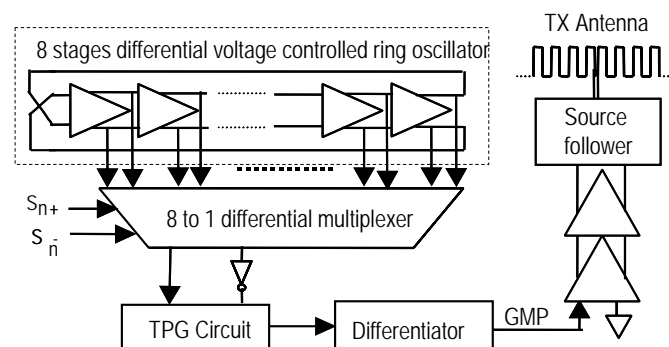 8 stages differential voltage controlled ring oscillator
TX Antenna
Source
follower
Sn+
Sn-
8 to 1 differential multiplexer
TPG Circuit
Differentiator
GMP